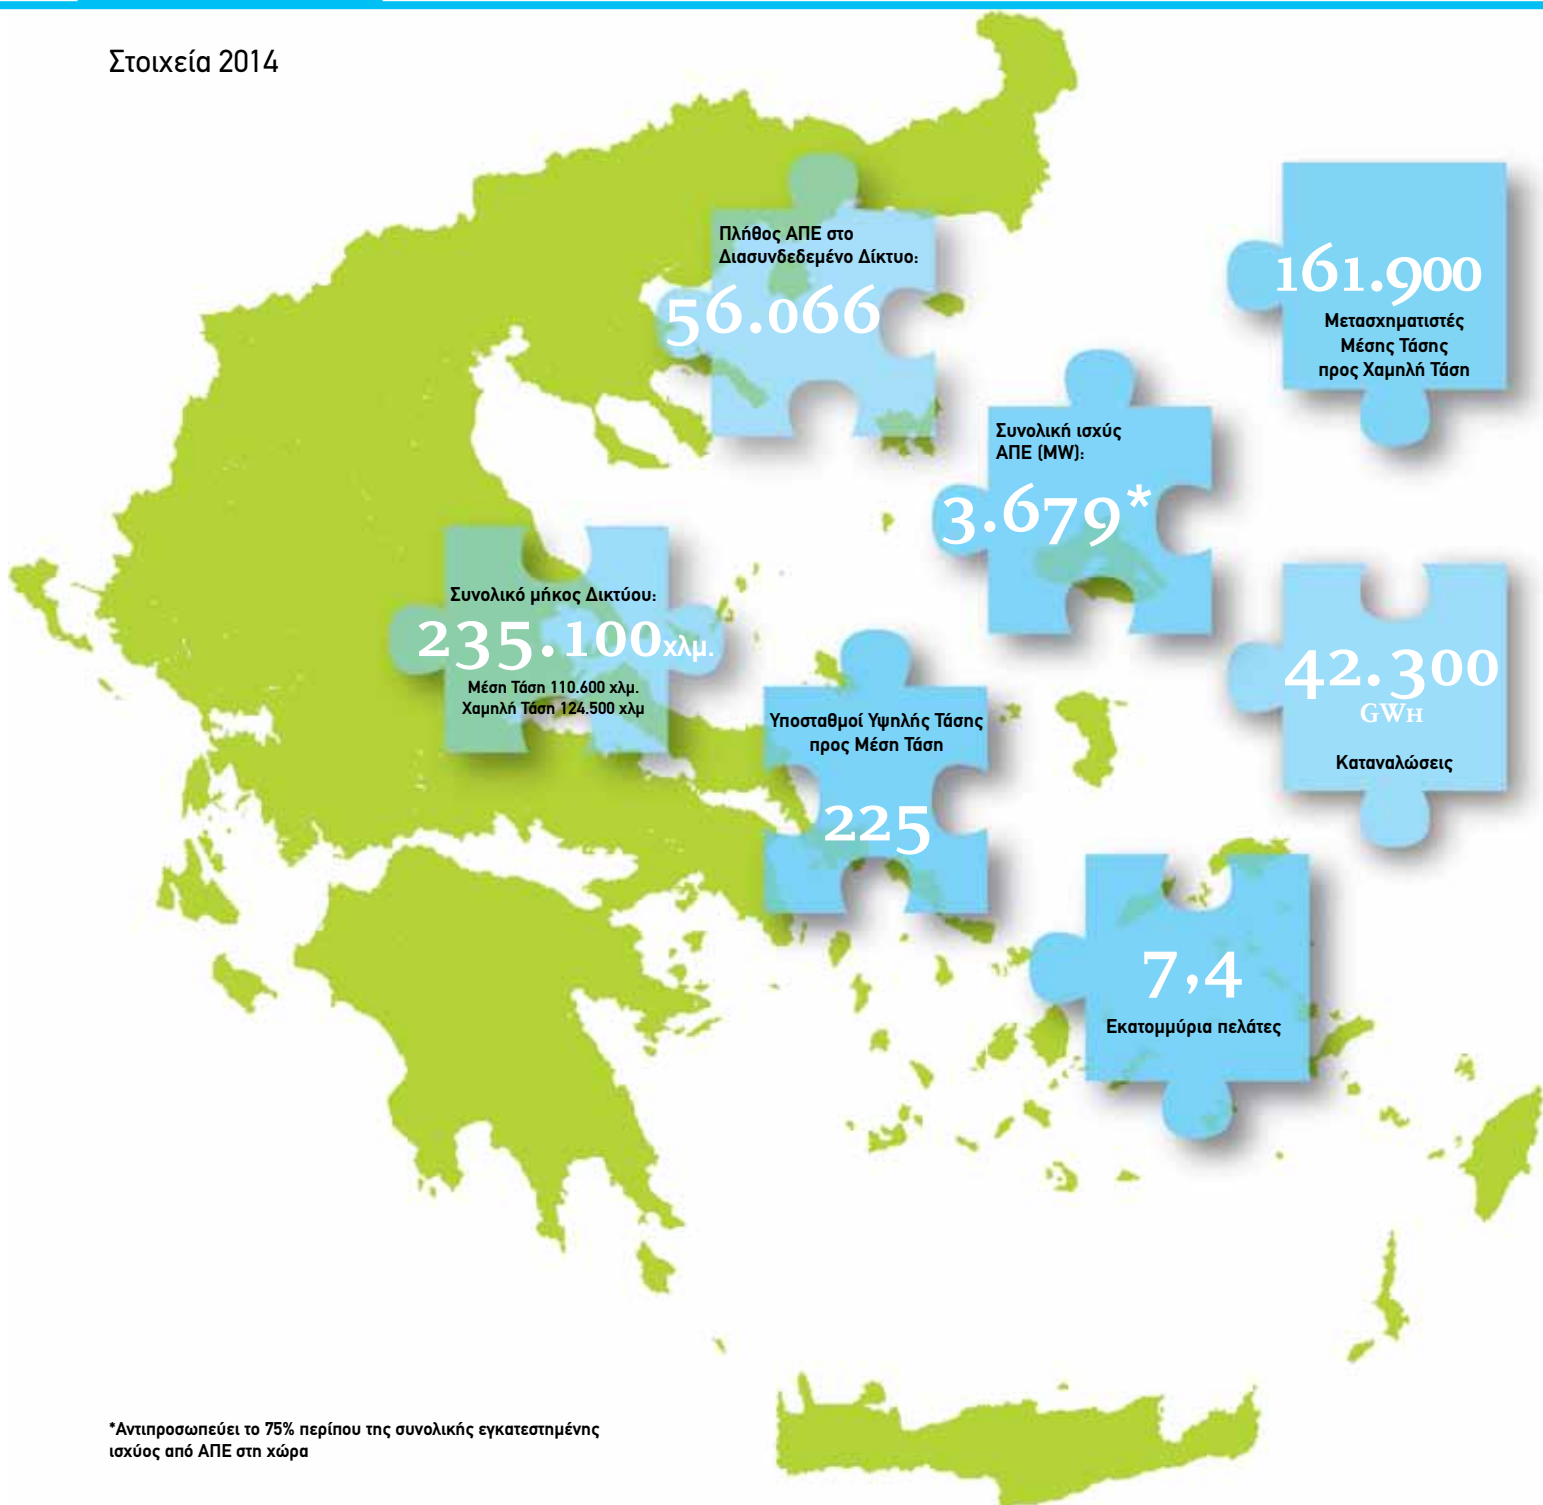 Στοιχεία 2014
Πλήθος ΑΠΕ στο
Διασυνδεδεμένο Δίκτυο:
56.066
161.900
Μετασχηματιστές
Μέσης Τάσης
προς Χαμηλή Τάση
Συνολική ισχύς
ΑΠΕ (MW):
3.679*
Συνολικό μήκος Δικτύου:
235.100χλμ.
Μέση Τάση 110.600 χλμ.
Χαμηλή Τάση 124.500 χλμ
42.300
GWH
Καταναλώσεις
Υποσταθμοί Υψηλής Τάσης
προς Μέση Τάση
225
7,4
Εκατομμύρια πελάτες
*Αντιπροσωπεύει το 75% περίπου της συνολικής εγκατεστημένης
ισχύος από ΑΠΕ στη χώρα